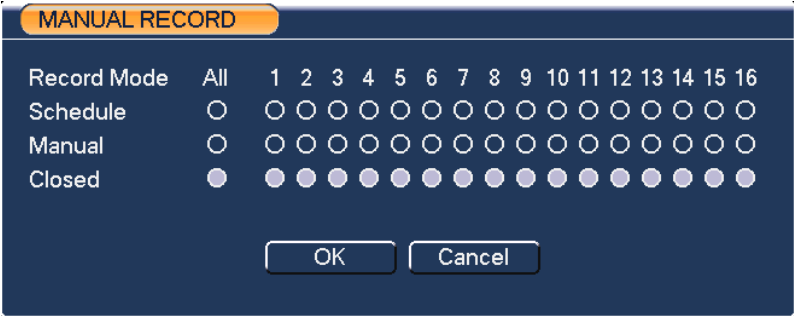 MANUAL RECORD
Record Mode All 1 2 3 4 5 6 7 8 9 10 11 12 13 14 15 16
Schedule
Manual
Closed
OK Cancel